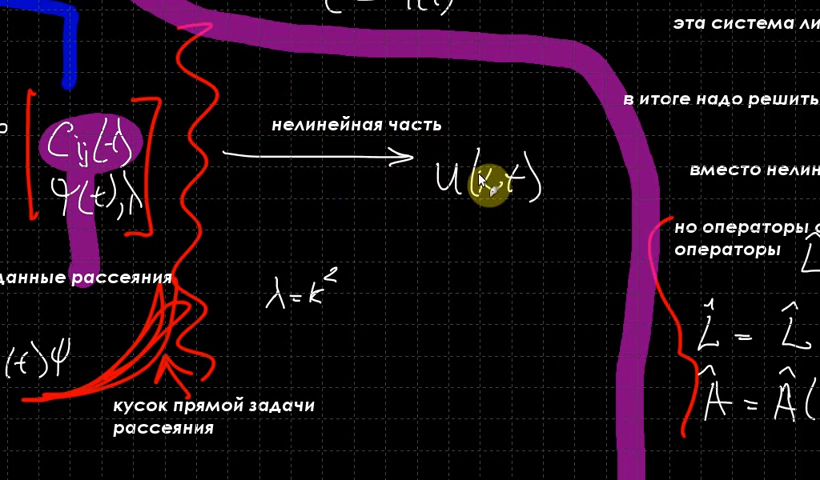 эта система ли
в итоге надо решить
нелинейная часть
C_ij(-λ)
ψ(t),λ
u(x,t)
вместо нелин
но операторы
операторы
данные рассеяния
λ = k²
L̂ = L̂
(t)ψ
Â = Â(
кусок прямой задачи
рассеяния